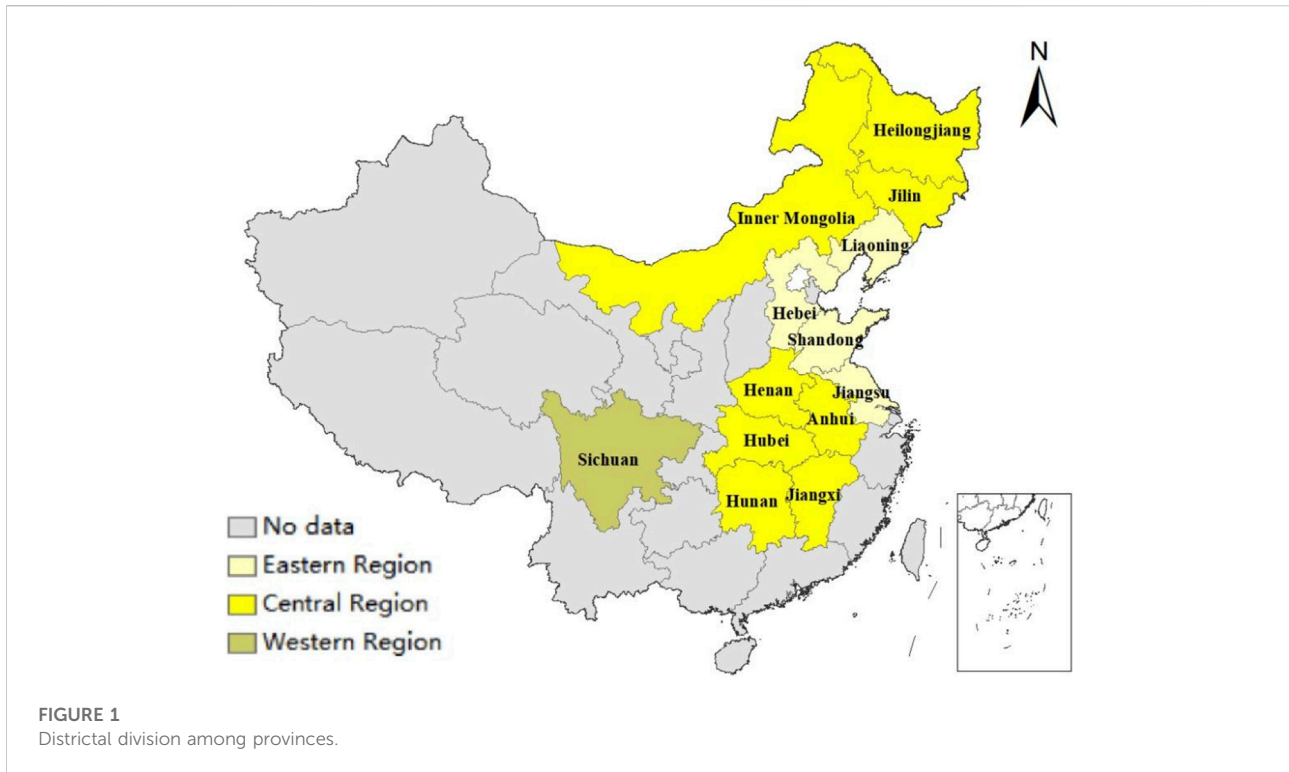 N
Heilongjiang
Jilin
Inner Mongolia
Liaoning
Hebei
Shandong
Henan
Jiangsu
Anhui
Hubei
Sichuan
Hunan
Jiangxi
No data
Eastern Region
Central Region
Western Region
FIGURE 1
Districtal division among provinces.